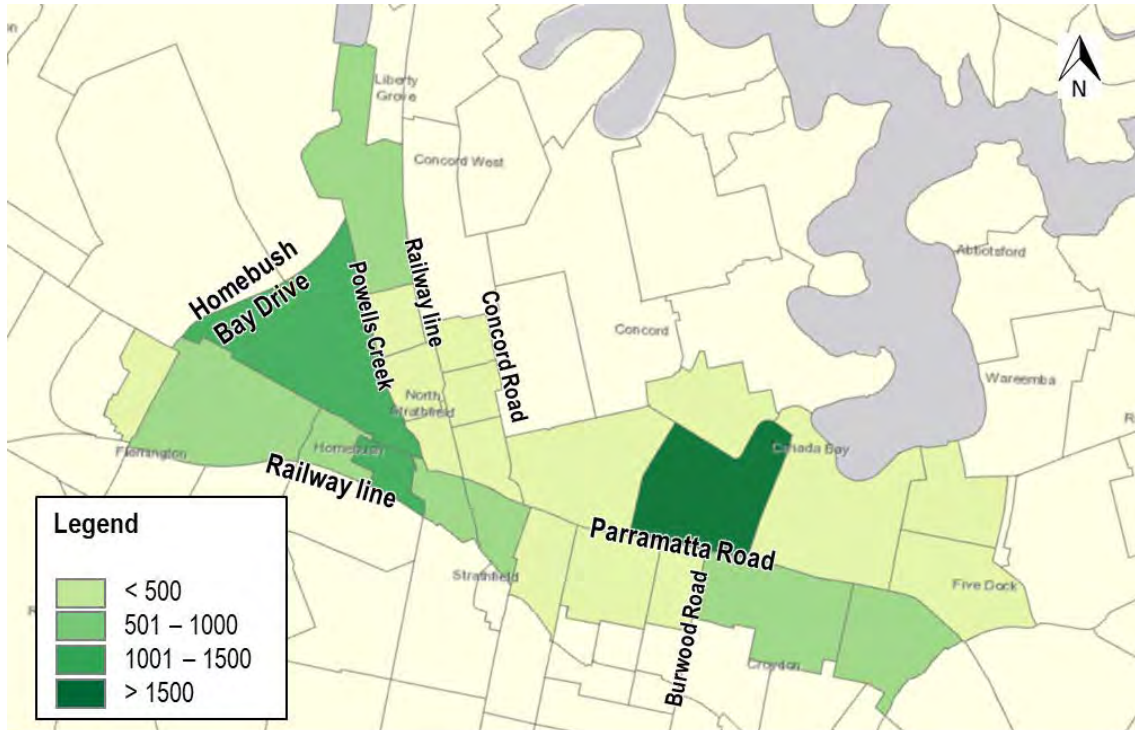 on
Liberty
Grove
N
Concord West
Homebush
Bay Drive
Powells Creek
Railway line
Concord Road
Abbotsford
Concord
Wareemba
North
Strathfield
R
Flemington
Homebush
Canada Bay
Railway line
Parramatta Road
Strathfield
Five Dock
Burwood Road
Croydon
R
Legend
< 500
501 – 1000
1001 – 1500
> 1500